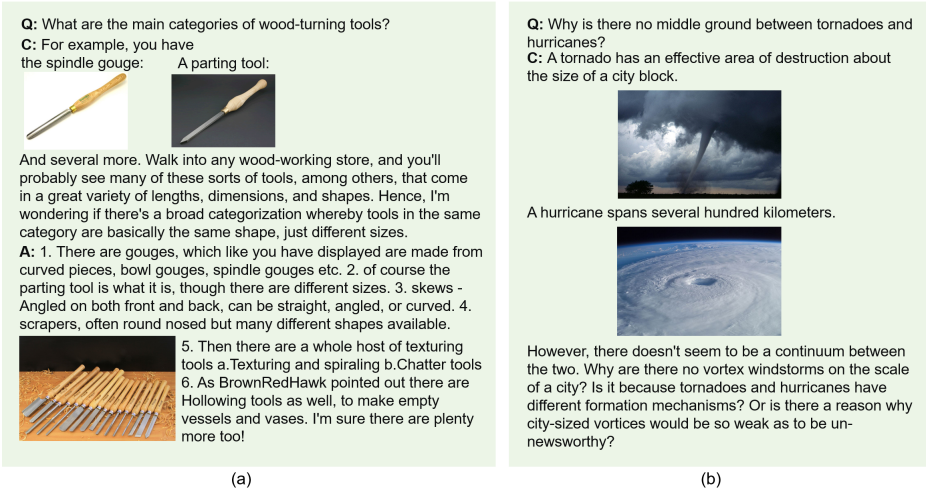 Q: What are the main categories of wood-turning tools?
C: For example, you have
the spindle gouge: A parting tool:
And several more. Walk into any wood-working store, and you'll
probably see many of these sorts of tools, among others, that come
in a great variety of lengths, dimensions, and shapes. Hence, I'm
wondering if there's a broad categorization whereby tools in the same
category are basically the same shape, just different sizes.
A: 1. There are gouges, which like you have displayed are made from
curved pieces, bowl gouges, spindle gouges etc. 2. of course the
parting tool is what it is, though there are different sizes. 3. skews -
Angled on both front and back, can be straight, angled, or curved. 4.
scrapers, often round nosed but many different shapes available.
5. Then there are a whole host of texturing
tools a.Texturing and spiraling b.Chatter tools
6. As BrownRedHawk pointed out there are
Hollowing tools as well, to make empty
vessels and vases. I'm sure there are plenty
more too!
(a)
Q: Why is there no middle ground between tornadoes and
hurricanes?
C: A tornado has an effective area of destruction about
the size of a city block.
A hurricane spans several hundred kilometers.
However, there doesn't seem to be a continuum between
the two. Why are there no vortex windstorms on the scale
of a city? Is it because tornadoes and hurricanes have
different formation mechanisms? Or is there a reason why
city-sized vortices would be so weak as to be un-
newsworthy?
(b)